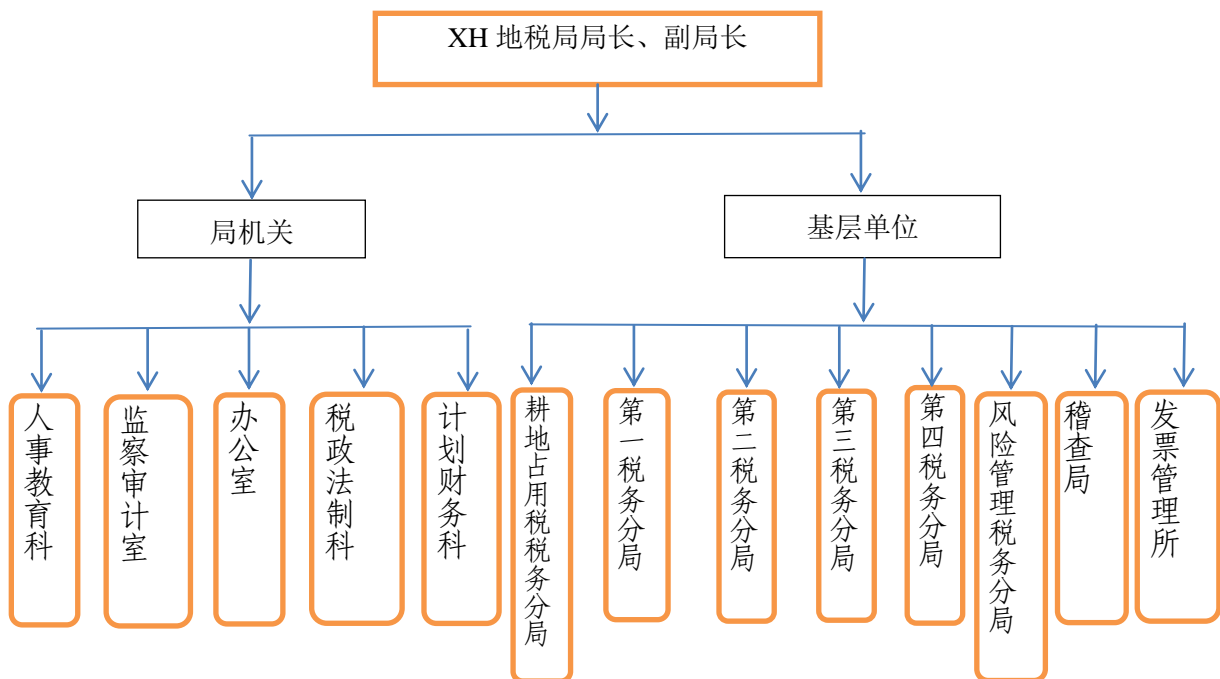 XH 地税局局长、副局长
局机关
基层单位
人事教育科
监察审计室
办公室
税政法制科
计划财务科
耕地占用税税务分局
第一税务分局
第二税务分局
第三税务分局
第四税务分局
风险管理税务分局
稽查局
发票管理所